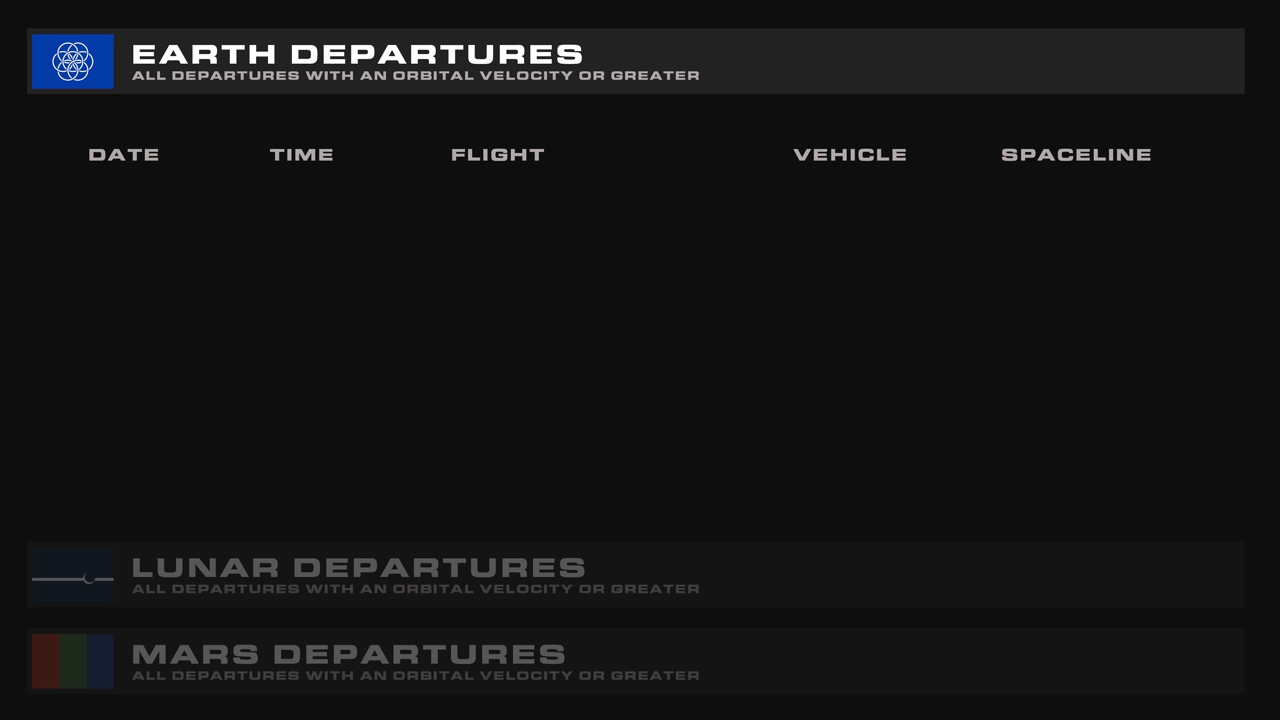 EARTH DEPARTURES
ALL DEPARTURES WITH AN ORBITAL VELOCITY OR GREATER
DATE TIME FLIGHT VEHICLE SPACELINE
LUNAR DEPARTURES
ALL DEPARTURES WITH AN ORBITAL VELOCITY OR GREATER
MARS DEPARTURES
ALL DEPARTURES WITH AN ORBITAL VELOCITY OR GREATER